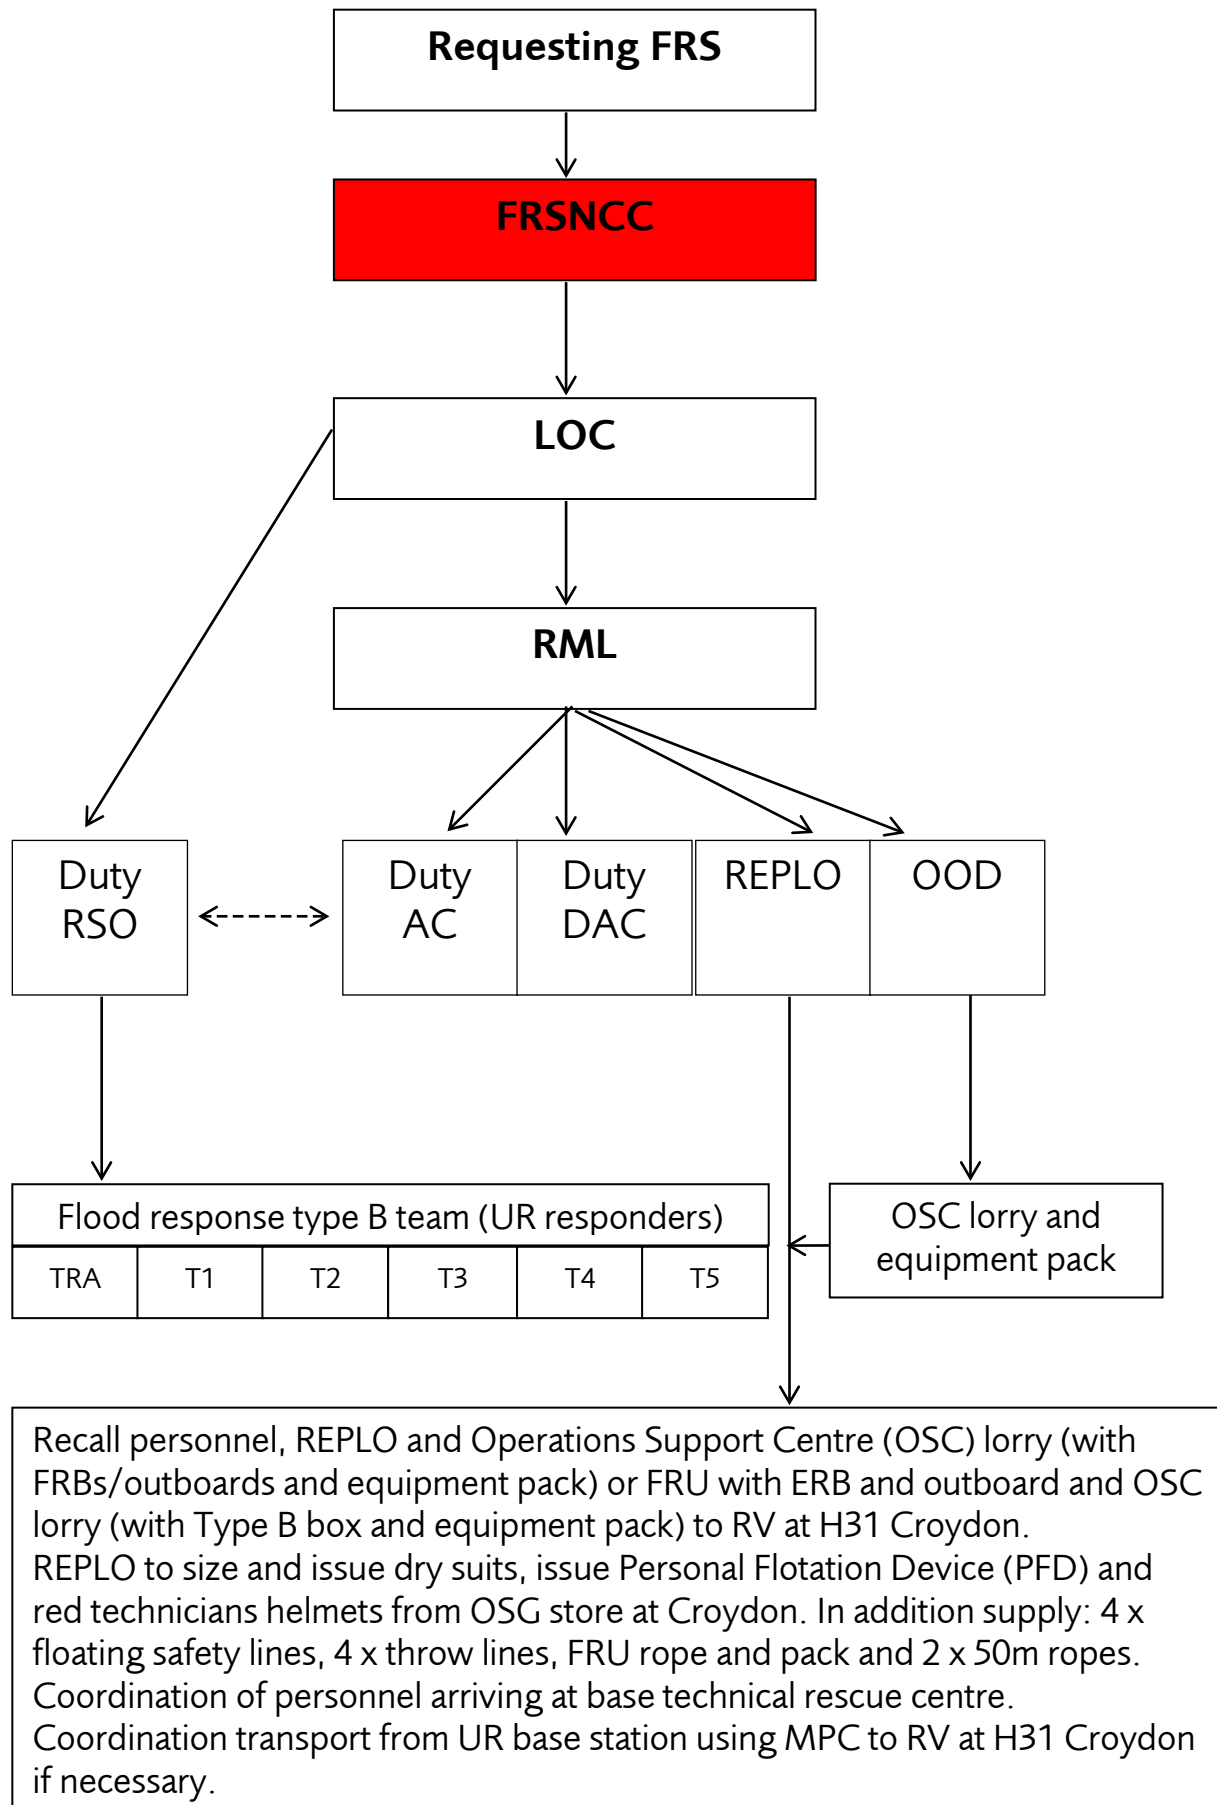 Requesting FRS
FRSNCC
LOC
RML
Duty
RSO
Duty
AC
Duty
DAC
REPLO
OOD
Flood response type B team (UR responders)
TRA
T1
T2
T3
T4
T5
OSC lorry and
equipment pack
Recall personnel, REPLO and Operations Support Centre (OSC) lorry (with
FRBs/outboards and equipment pack) or FRU with ERB and outboard and OSC
lorry (with Type B box and equipment pack) to RV at H31 Croydon.
REPLO to size and issue dry suits, issue Personal Flotation Device (PFD) and
red technicians helmets from OSG store at Croydon. In addition supply: 4 x
floating safety lines, 4 x throw lines, FRU rope and pack and 2 x 50m ropes.
Coordination of personnel arriving at base technical rescue centre.
Coordination transport from UR base station using MPC to RV at H31 Croydon
if necessary.